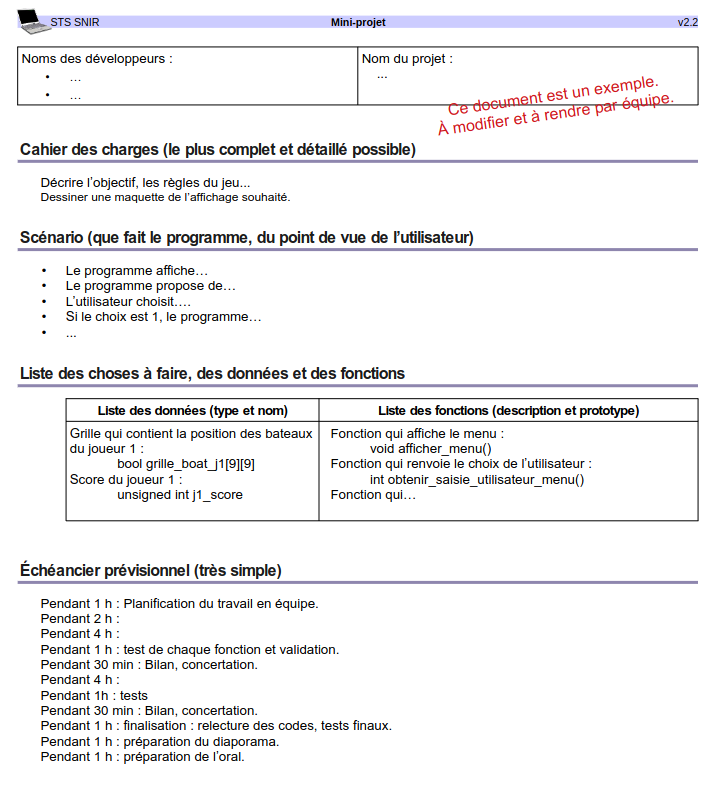 STS SNIR Mini-projet v2.2
Noms des développeurs :
• …
• …
Nom du projet :
...
Ce document est un exemple.
À modifier et à rendre par équipe.
Cahier des charges (le plus complet et détaillé possible)
Décrire l'objectif, les règles du jeu...
Dessiner une maquette de l'affichage souhaité.
Scénario (que fait le programme, du point de vue de l'utilisateur)
• Le programme affiche…
• Le programme propose de…
• L'utilisateur choisit….
• Si le choix est 1, le programme…
• ...
Liste des choses à faire, des données et des fonctions
Liste des données (type et nom)
Grille qui contient la position des bateaux
du joueur 1 :
bool grille_boat_j1[9][9]
Score du joueur 1 :
unsigned int j1_score
Liste des fonctions (description et prototype)
Fonction qui affiche le menu :
void afficher_menu()
Fonction qui renvoie le choix de l'utilisateur :
int obtenir_saisie_utilisateur_menu()
Fonction qui…
Échéancier prévisionnel (très simple)
Pendant 1 h : Planification du travail en équipe.
Pendant 2 h :
Pendant 4 h :
Pendant 1 h : test de chaque fonction et validation.
Pendant 30 min : Bilan, concertation.
Pendant 4 h :
Pendant 1h : tests
Pendant 30 min : Bilan, concertation.
Pendant 1 h : finalisation : relecture des codes, tests finaux.
Pendant 1 h : préparation du diaporama.
Pendant 1 h : préparation de l'oral.